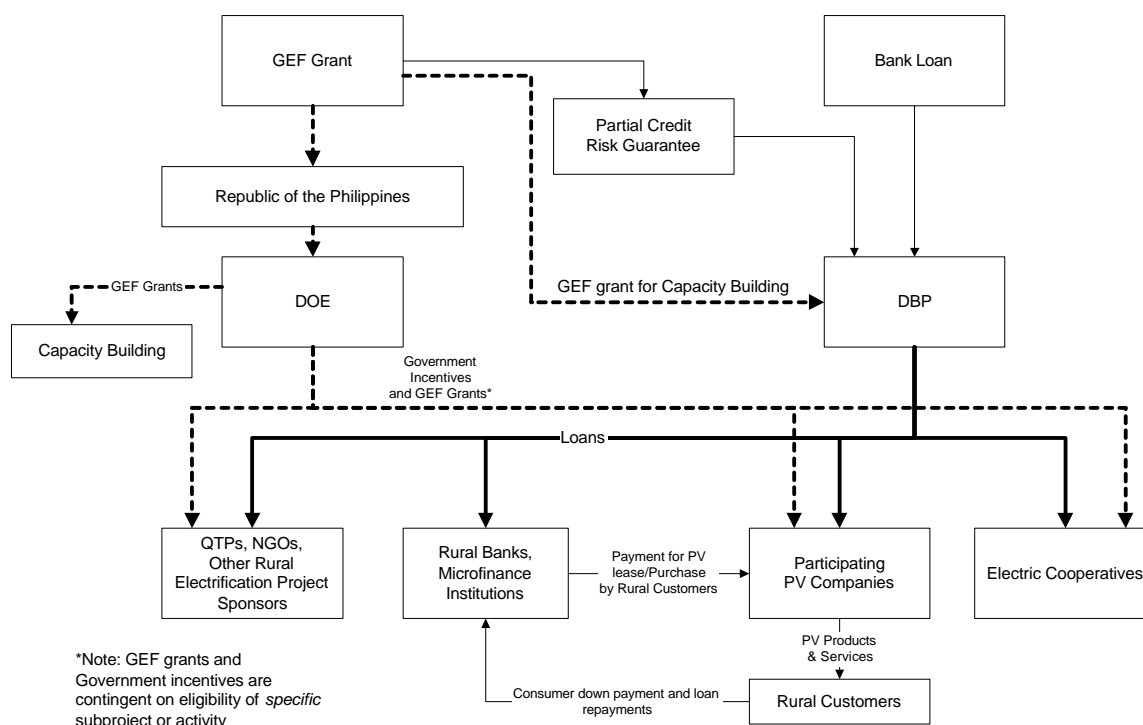 GEF Grant
Bank Loan
Partial Credit
Risk Guarantee
Republic of the Philippines
GEF Grants
DOE
GEF grant for Capacity Building
DBP
Capacity Building
Government
Incentives
and GEF Grants*
Loans
QTPs, NGOs,
Other Rural
Electrification Project
Sponsors
Rural Banks,
Microfinance
Institutions
Payment for PV
lease/Purchase
by Rural Customers
Participating
PV Companies
Electric Cooperatives
PV Products
& Services
*Note: GEF grants and
Government incentives are
contingent on eligibility of specific
subproject or activity
Consumer down payment and loan
repayments
Rural Customers